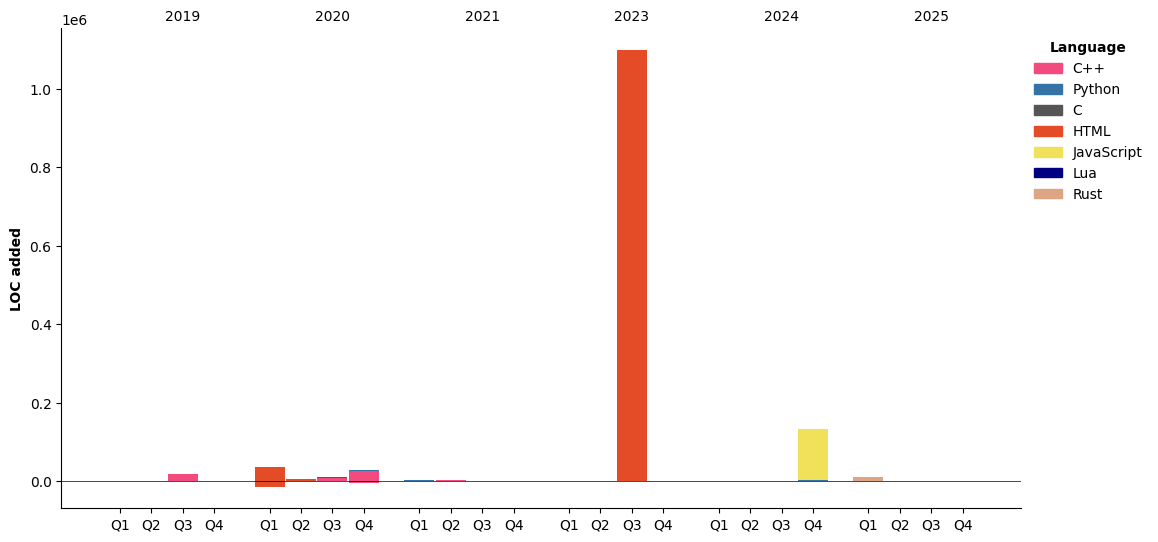 1e6
2019 2020 2021 2023 2024 2025
Language
C++
Python
C
HTML
JavaScript
Lua
Rust
LOC added
1.0
0.8
0.6
0.4
0.2
0.0
Q1 Q2 Q3 Q4 Q1 Q2 Q3 Q4 Q1 Q2 Q3 Q4 Q1 Q2 Q3 Q4 Q1 Q2 Q3 Q4 Q1 Q2 Q3 Q4